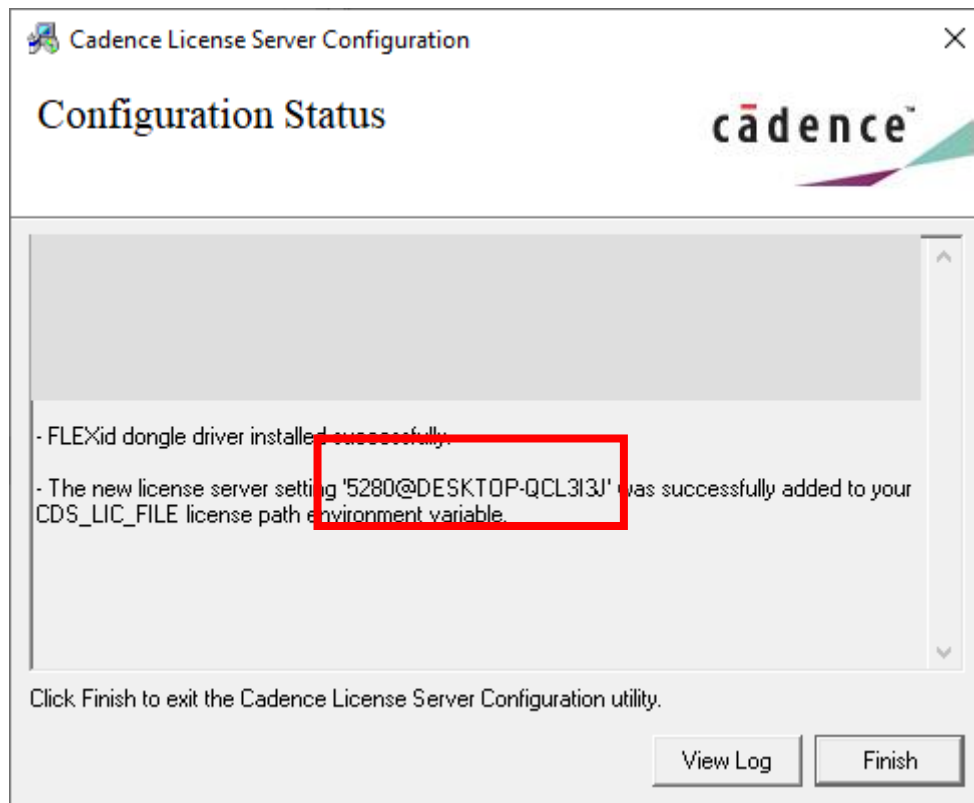 Cadence License Server Configuration
Configuration Status
cādence™
- FLEXid dongle driver installed successfully.
- The new license server setting '5280@DESKTOP-QCL3I3J' was successfully added to your
CDS_LIC_FILE license path environment variable.
Click Finish to exit the Cadence License Server Configuration utility.
View Log
Finish